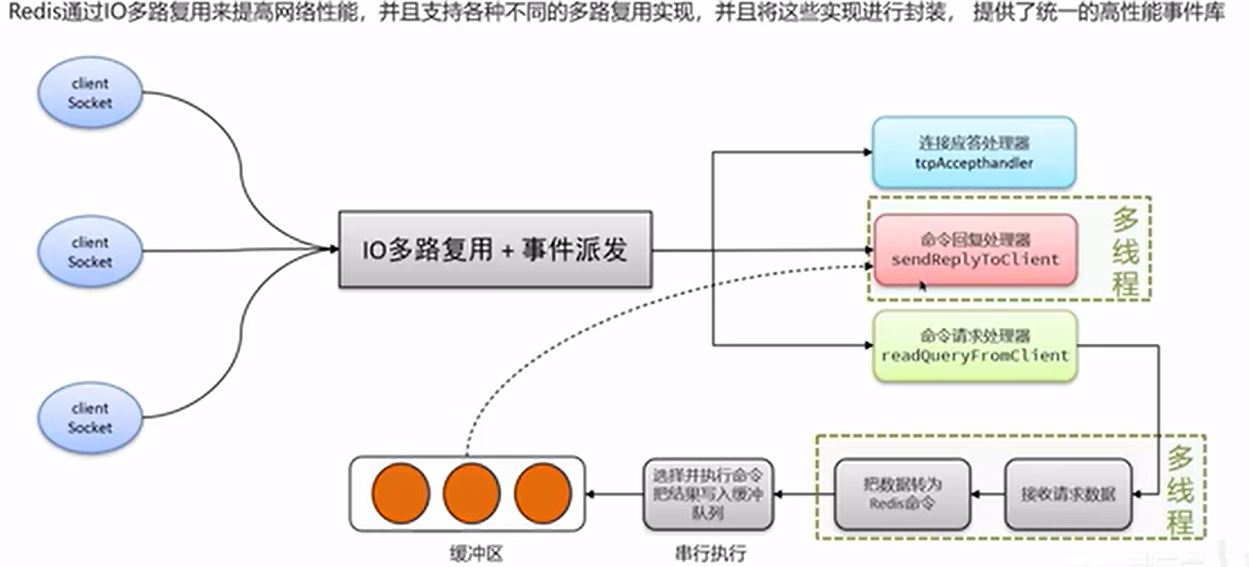 Redis通过IO多路复用来提高网络性能，并且支持各种不同的多路复用实现，并且将这些实现进行封装， 提供了统一的高性能事件库
client
Socket
client
Socket
client
Socket
IO多路复用 + 事件派发
连接应答处理器
tcpAccepthandler
命令回复处理器
sendReplyToClient
多
线
程
命令请求处理器
readQueryFromClient
缓冲区
选择并执行命令
把结果写入缓冲
队列
串行执行
把数据转为
Redis命令
接收请求数据
多
线
程